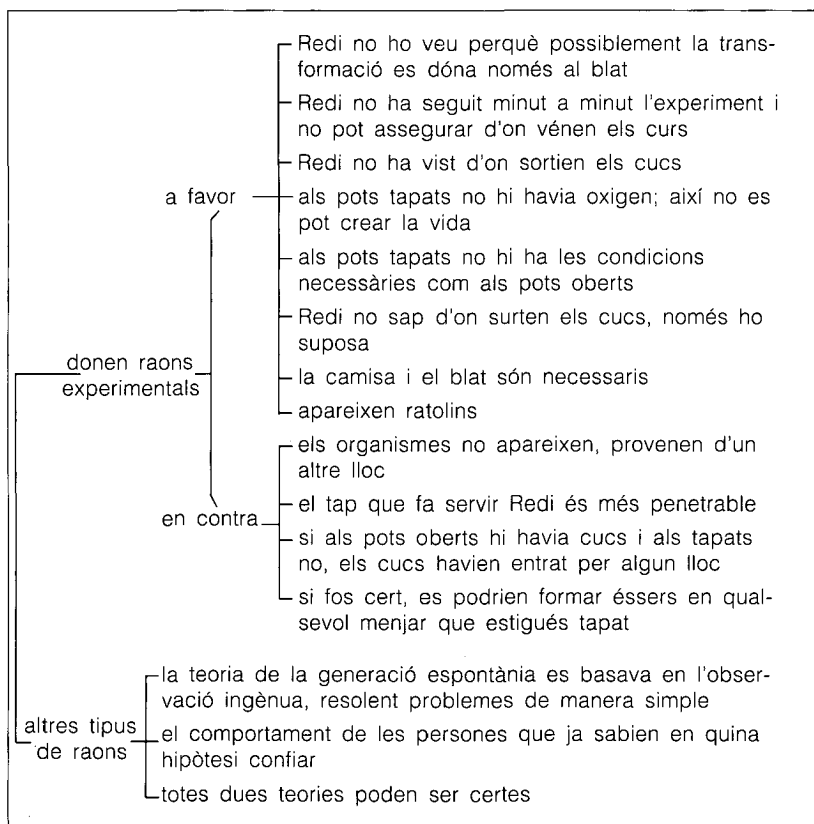 Redi no ho veu perquè possiblement la trans-
formació es dóna només al blat
Redi no ha seguit minut a minut l'experiment i
no pot assegurar d'on vénen els curs
Redi no ha vist d'on sortien els cucs
a favor
als pots tapats no hi havia oxigen; així no es
pot crear la vida
als pots tapats no hi ha les condicions
necessàries com als pots oberts
Redi no sap d'on surten els cucs, només ho
suposa
donen raons
experimentals
la camisa i el blat són necessaris
apareixen ratolins
els organismes no apareixen, provenen d'un
altre lloc
en contra
el tap que fa servir Redi és més penetrable
si als pots oberts hi havia cucs i als tapats
no, els cucs havien entrat per algun lloc
si fos cert, es podrien formar éssers en qual-
sevol menjar que estigués tapat
altres tipus
de raons
la teoria de la generació espontània es basava en l'obser-
vació ingènua, resolent problemes de manera simple
el comportament de les persones que ja sabien en quina
hipòtesi confiar
totes dues teories poden ser certes